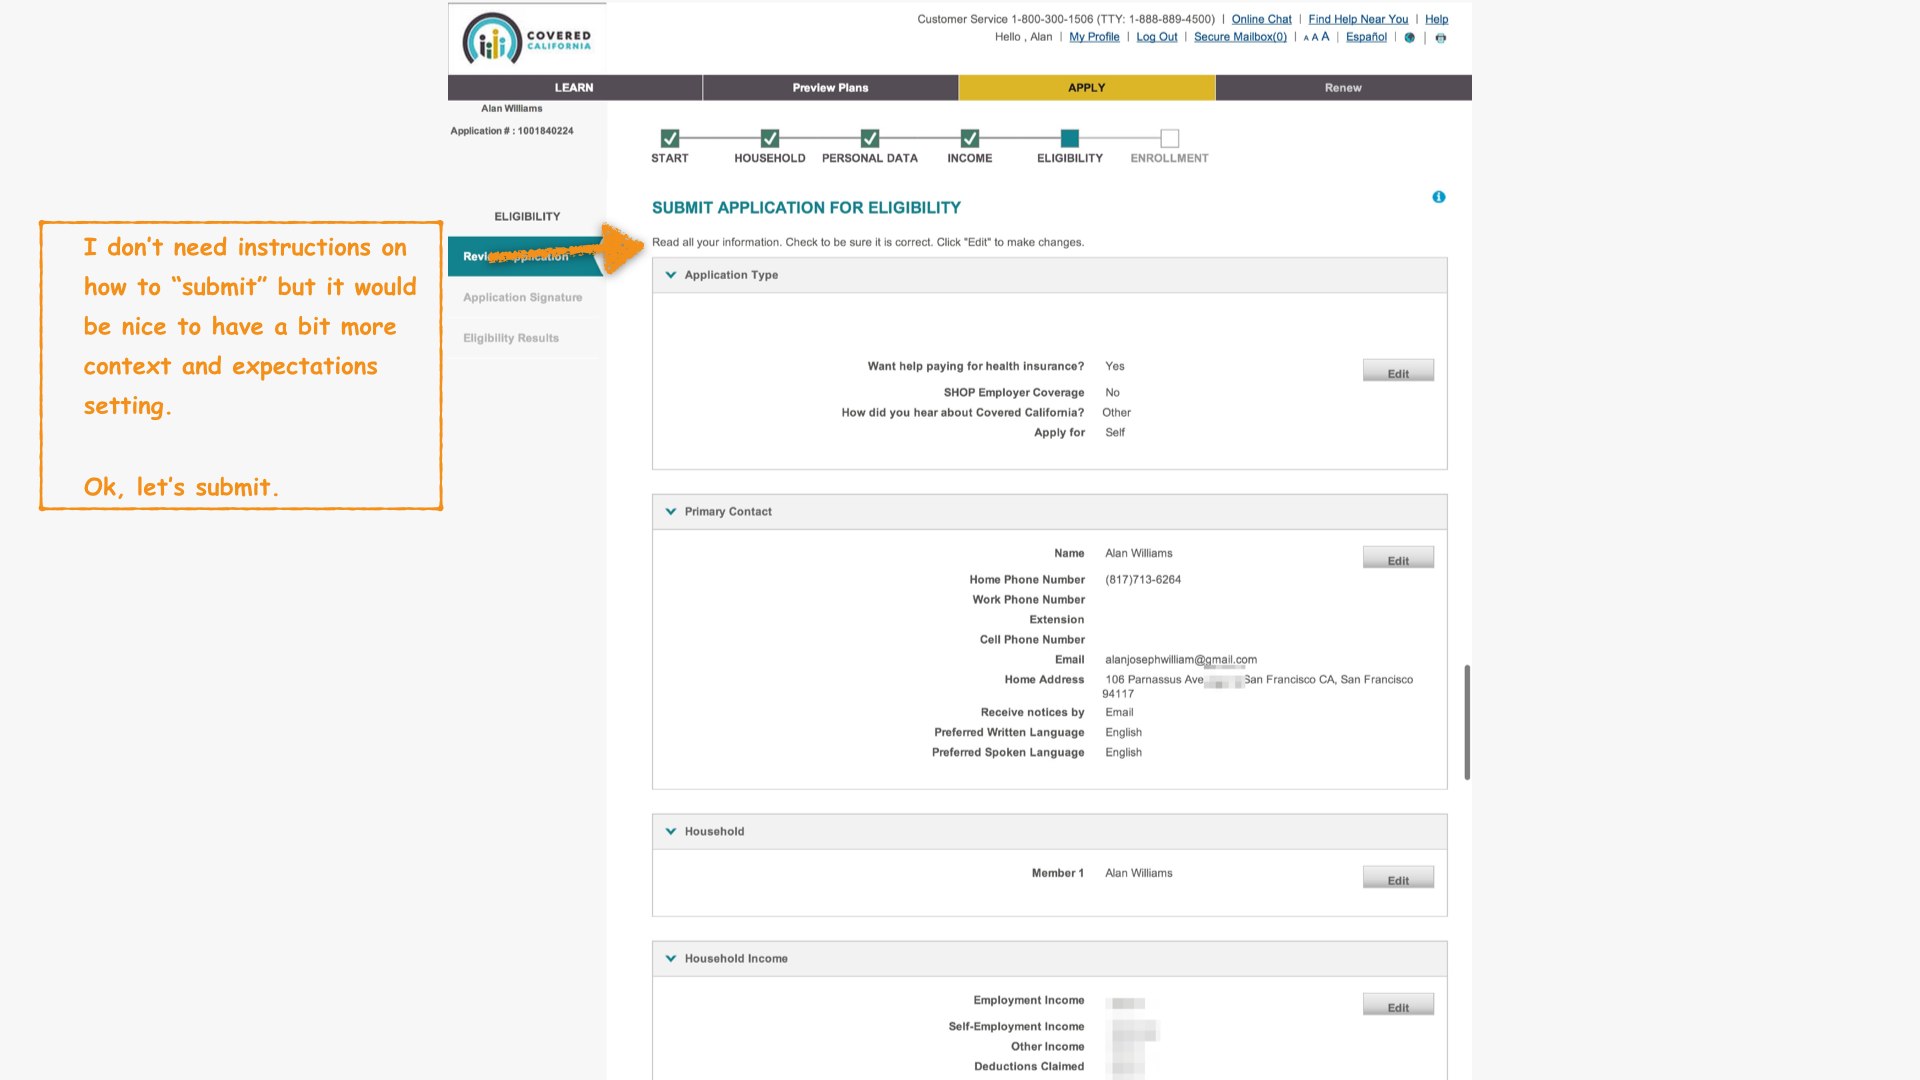 COVERED
CALIFORNIA
Customer Service 1-800-300-1506 (TTY: 1-888-889-4500) | Online Chat | Find Help Near You | Help
Hello , Alan | My Profile | Log Out | Secure Mailbox(0) | A A A | Español |
LEARN
Preview Plans
APPLY
Renew
Alan Williams
Application # : 1001840224
START
HOUSEHOLD
PERSONAL DATA
INCOME
ELIGIBILITY
ENROLLMENT
ELIGIBILITY
Review Application
Application Signature
Eligibility Results
I don't need instructions on
how to “submit” but it would
be nice to have a bit more
context and expectations
setting.
Ok, let's submit.
SUBMIT APPLICATION FOR ELIGIBILITY
Read all your information. Check to be sure it is correct. Click "Edit" to make changes.
Application Type
Want help paying for health insurance? Yes
Edit
SHOP Employer Coverage No
How did you hear about Covered California? Other
Apply for Self
Primary Contact
Name Alan Williams
Edit
Home Phone Number (817)713-6264
Work Phone Number
Extension
Cell Phone Number
Email alanjosephwilliam@gmail.com
Home Address 106 Parnassus Ave San Francisco CA, San Francisco
94117
Receive notices by Email
Preferred Written Language English
Preferred Spoken Language English
Household
Member 1 Alan Williams
Edit
Household Income
Employment Income
Edit
Self-Employment Income
Other Income
Deductions Claimed